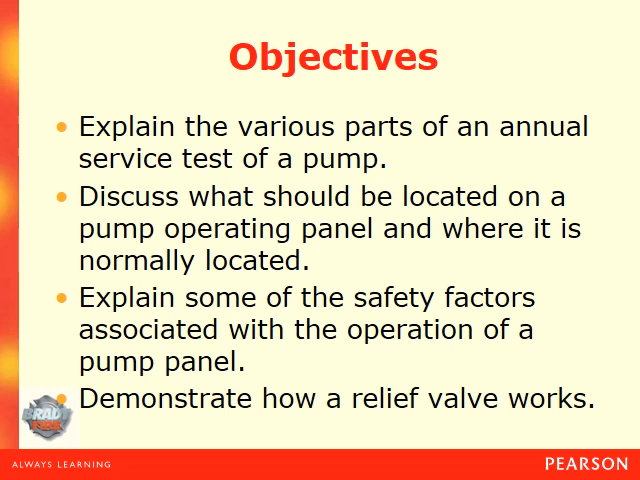 Objectives
• Explain the various parts of an annual
service test of a pump.
• Discuss what should be located on a
pump operating panel and where it is
normally located.
• Explain some of the safety factors
associated with the operation of a
pump panel.
• Demonstrate how a relief valve works.
BRADY
FIRE
ALWAYS LEARNING
PEARSON